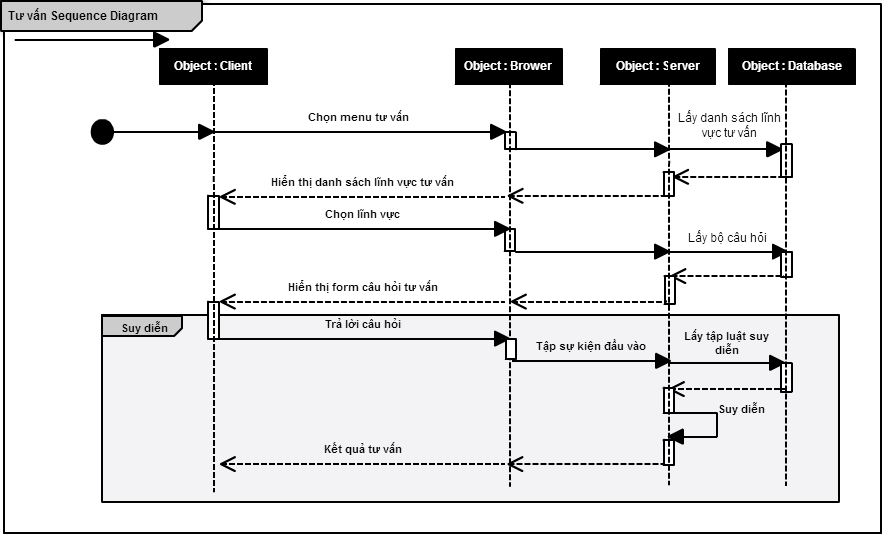 Tư vấn Sequence Diagram
Object : Client
Object : Brower
Object : Server
Object : Database
Chọn menu tư vấn
Lấy danh sách lĩnh
vực tư vấn
Hiển thị danh sách lĩnh vực tư vấn
Chọn lĩnh vực
Lấy bộ câu hỏi
Hiển thị form câu hỏi tư vấn
Suy diễn
Trả lời câu hỏi
Tập sự kiện đầu vào
Lấy tập luật suy
diễn
Suy diễn
Kết quả tư vấn